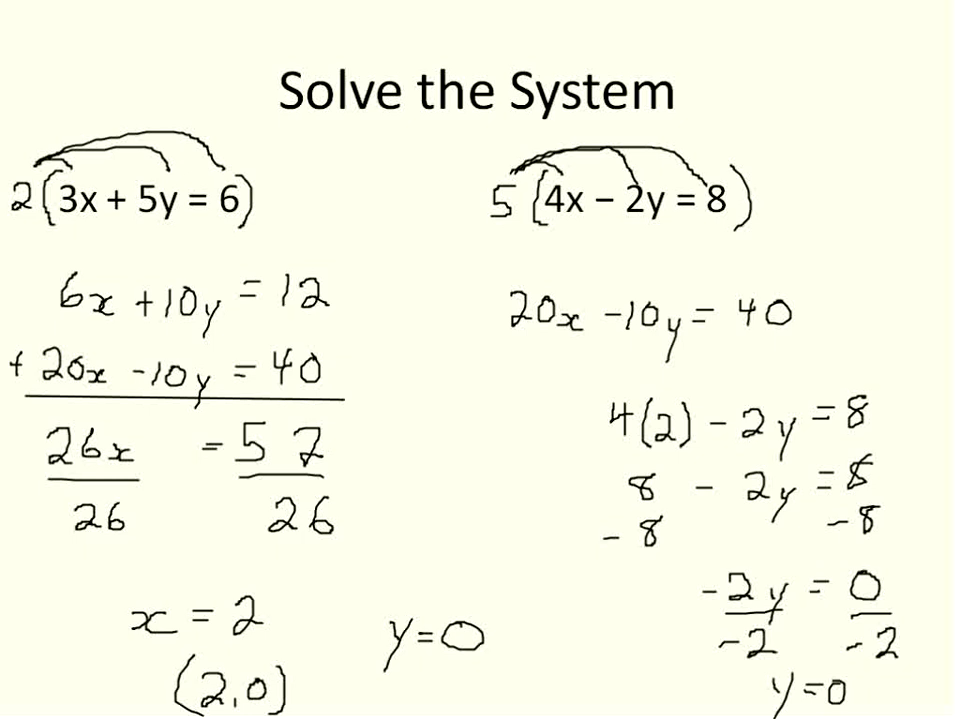 Solve the System
2(3x + 5y = 6)
6x + 10y = 12
+ 20x - 10y = 40
26x = 52
26 26
x = 2
(2,0)
y = 0
5(4x – 2y = 8)
20x - 10y = 40
4(2) - 2y = 8
8 - 2y = 8
- 8 - 8
-2y = 0
-2 -2
y = 0